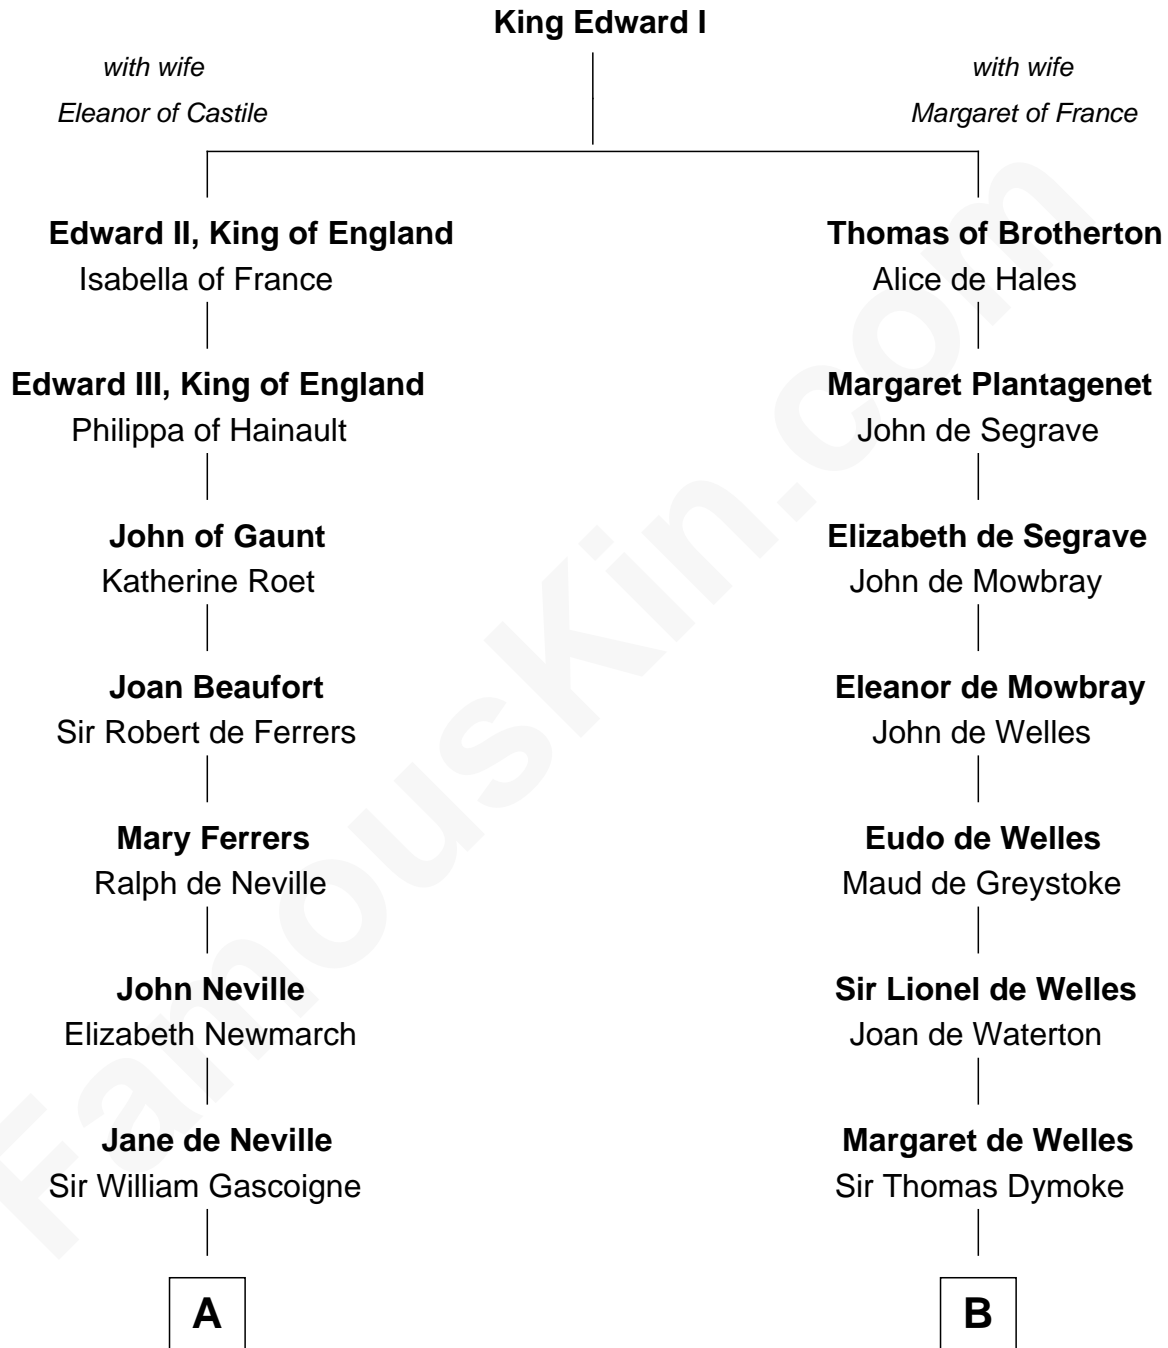 King Edward I
with wife
Eleanor of Castile
with wife
Margaret of France
Edward II, King of England
Isabella of France
Thomas of Brotherton
Alice de Hales
Edward III, King of England
Philippa of Hainault
Margaret Plantagenet
John de Segrave
John of Gaunt
Katherine Roet
Elizabeth de Segrave
John de Mowbray
Joan Beaufort
Sir Robert de Ferrers
Eleanor de Mowbray
John de Welles
Mary Ferrers
Ralph de Neville
Eudo de Welles
Maud de Greystoke
John Neville
Elizabeth Newmarch
Sir Lionel de Welles
Joan de Waterton
Jane de Neville
Sir William Gascoigne
Margaret de Welles
Sir Thomas Dymoke
A
B
FamousKin.com